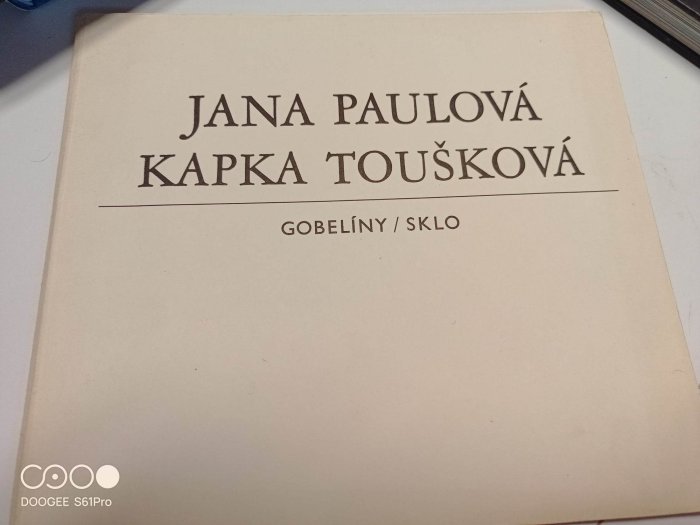 JANA PAULOVÁ
KAPKA TOUŠKOVÁ
GOBELÍNY / SKLO
DOOGEE S61Pro